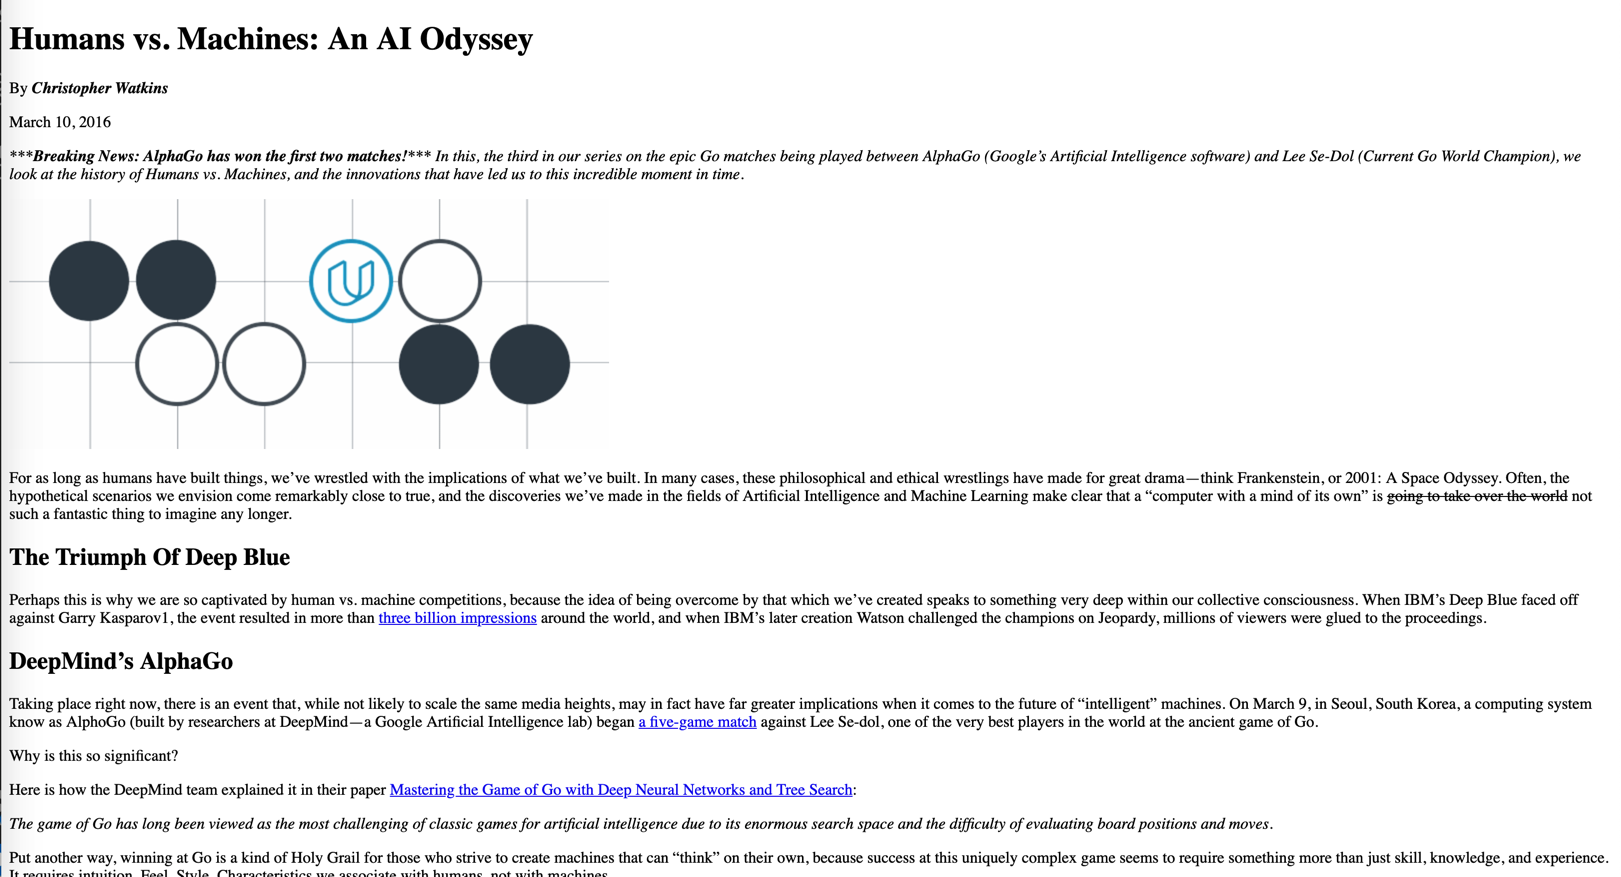 Humans vs. Machines: An AI Odyssey
By Christopher Watkins
March 10, 2016
***Breaking News: AlphaGo has won the first two matches!*** In this, the third in our series on the epic Go matches being played between AlphaGo (Google’s Artificial Intelligence software) and Lee Se-Dol (Current Go World Champion), we
look at the history of Humans vs. Machines, and the innovations that have led us to this incredible moment in time.
For as long as humans have built things, we’ve wrestled with the implications of what we’ve built. In many cases, these philosophical and ethical wrestlings have made for great drama—think Frankenstein, or 2001: A Space Odyssey. Often, the
hypothetical scenarios we envision come remarkably close to true, and the discoveries we’ve made in the fields of Artificial Intelligence and Machine Learning make clear that a “computer with a mind of its own” is going to take over the world not
such a fantastic thing to imagine any longer.
The Triumph Of Deep Blue
Perhaps this is why we are so captivated by human vs. machine competitions, because the idea of being overcome by that which we’ve created speaks to something very deep within our collective consciousness. When IBM’s Deep Blue faced off
against Garry Kasparov1, the event resulted in more than three billion impressions around the world, and when IBM’s later creation Watson challenged the champions on Jeopardy, millions of viewers were glued to the proceedings.
DeepMind’s AlphaGo
Taking place right now, there is an event that, while not likely to scale the same media heights, may in fact have far greater implications when it comes to the future of “intelligent” machines. On March 9, in Seoul, South Korea, a computing system
know as AlphoGo (built by researchers at DeepMind—a Google Artificial Intelligence lab) began a five-game match against Lee Se-dol, one of the very best players in the world at the ancient game of Go.
Why is this so significant?
Here is how the DeepMind team explained it in their paper Mastering the Game of Go with Deep Neural Networks and Tree Search:
The game of Go has long been viewed as the most challenging of classic games for artificial intelligence due to its enormous search space and the difficulty of evaluating board positions and moves.
Put another way, winning at Go is a kind of Holy Grail for those who strive to create machines that can “think” on their own, because success at this uniquely complex game seems to require something more than just skill, knowledge, and experience.
It requires intuition. Feel. Style. Characteristics we associate with humans, not with machines.